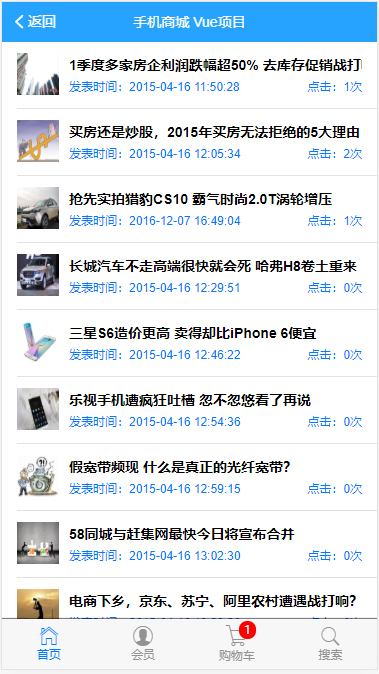 返回 手机商城 Vue项目
1季度多家房企利润跌幅超50% 去库存促销战打
发表时间：2015-04-16 11:50:28 点击：1次
买房还是炒股，2015年买房无法拒绝的5大理由
发表时间：2015-04-16 12:05:34 点击：2次
抢先实拍猎豹CS10 霸气时尚2.0T涡轮增压
发表时间：2016-12-07 16:49:04 点击：1次
长城汽车不走高端很快就会死 哈弗H8卷土重来
发表时间：2015-04-16 12:29:51 点击：0次
三星S6造价更高 卖得却比iPhone 6便宜
发表时间：2015-04-16 12:46:22 点击：0次
乐视手机遭疯狂吐槽 忍不忽悠看了再说
发表时间：2015-04-16 12:54:36 点击：0次
假宽带频现 什么是真正的光纤宽带？
发表时间：2015-04-16 12:59:15 点击：0次
58同城与赶集网最快今日将宣布合并
发表时间：2015-04-16 13:02:30 点击：0次
电商下乡，京东、苏宁、阿里农村遭遇战打响？
1
首页 会员 购物车 搜索